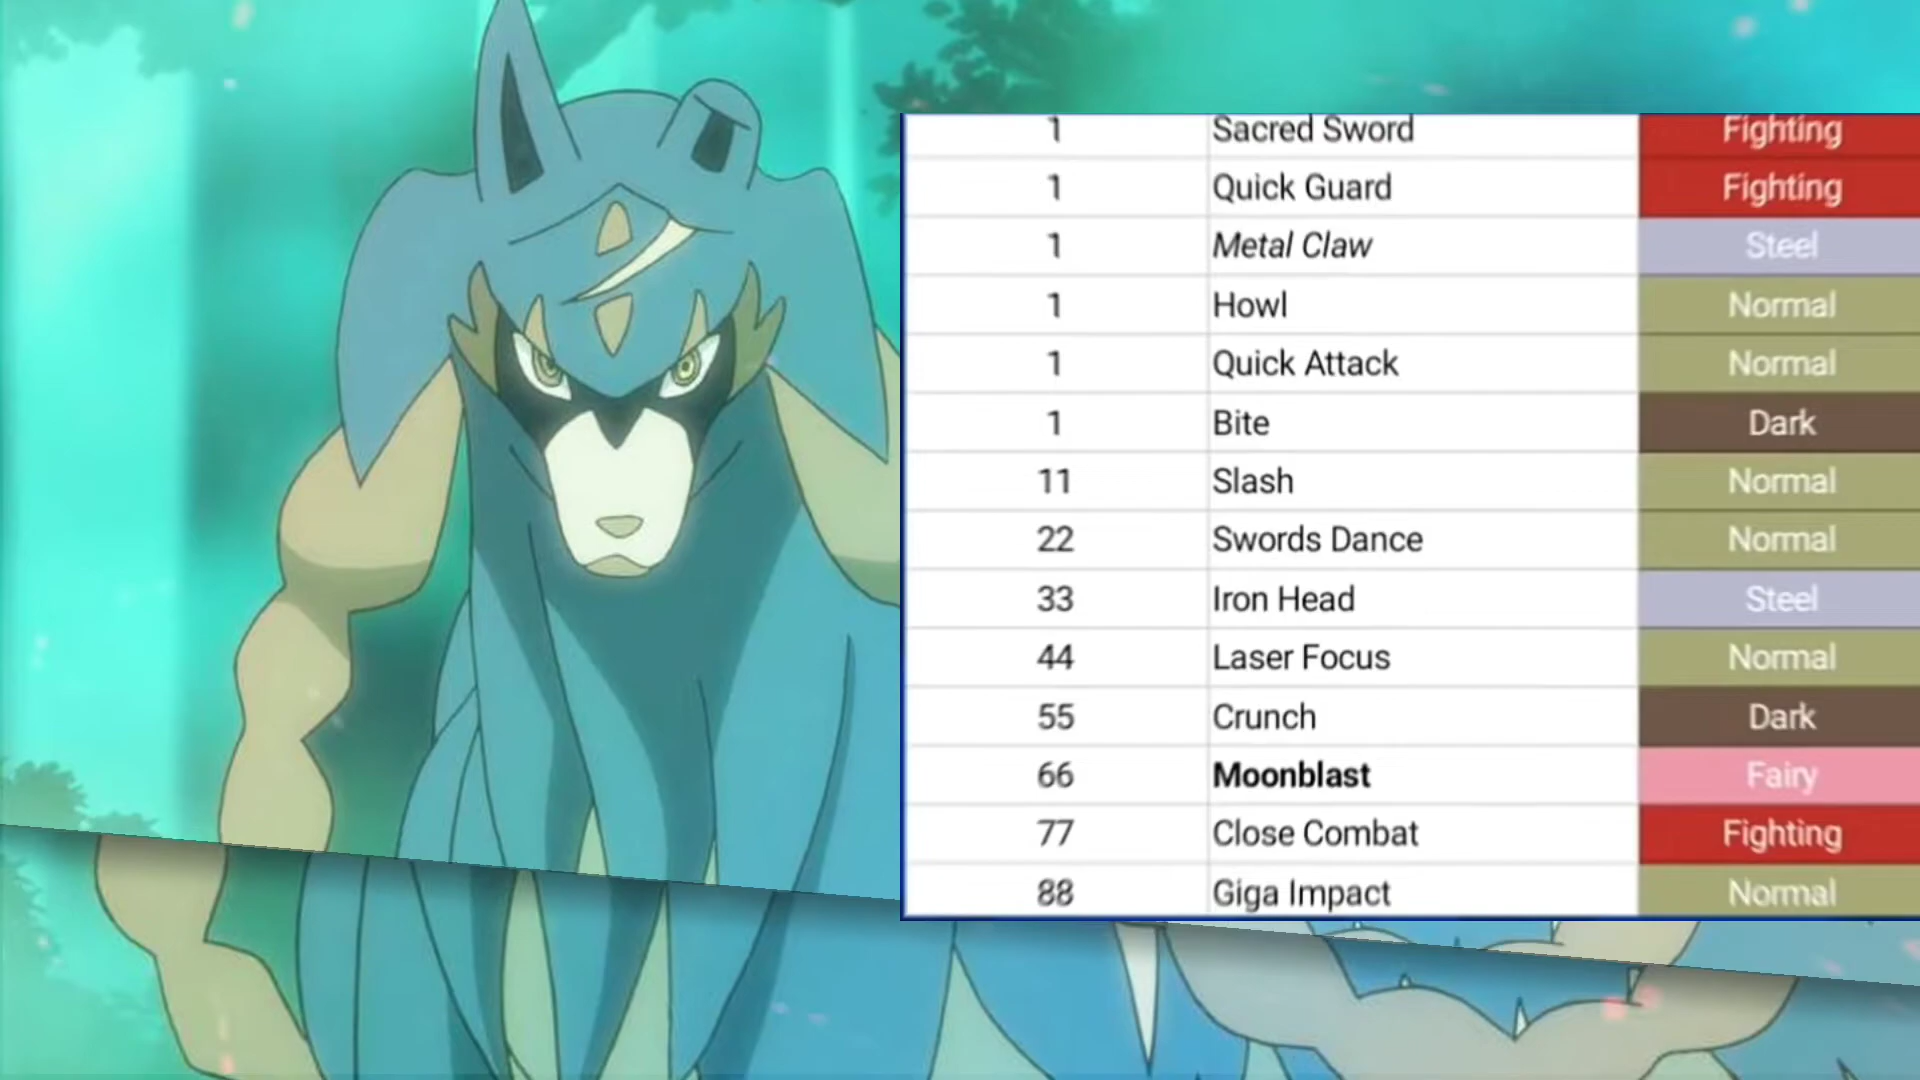 1 Sacred Sword Fighting
1 Quick Guard Fighting
1 Metal Claw Steel
1 Howl Normal
1 Quick Attack Normal
1 Bite Dark
11 Slash Normal
22 Swords Dance Normal
33 Iron Head Steel
44 Laser Focus Normal
55 Crunch Dark
66 Moonblast Fairy
77 Close Combat Fighting
88 Giga Impact Normal